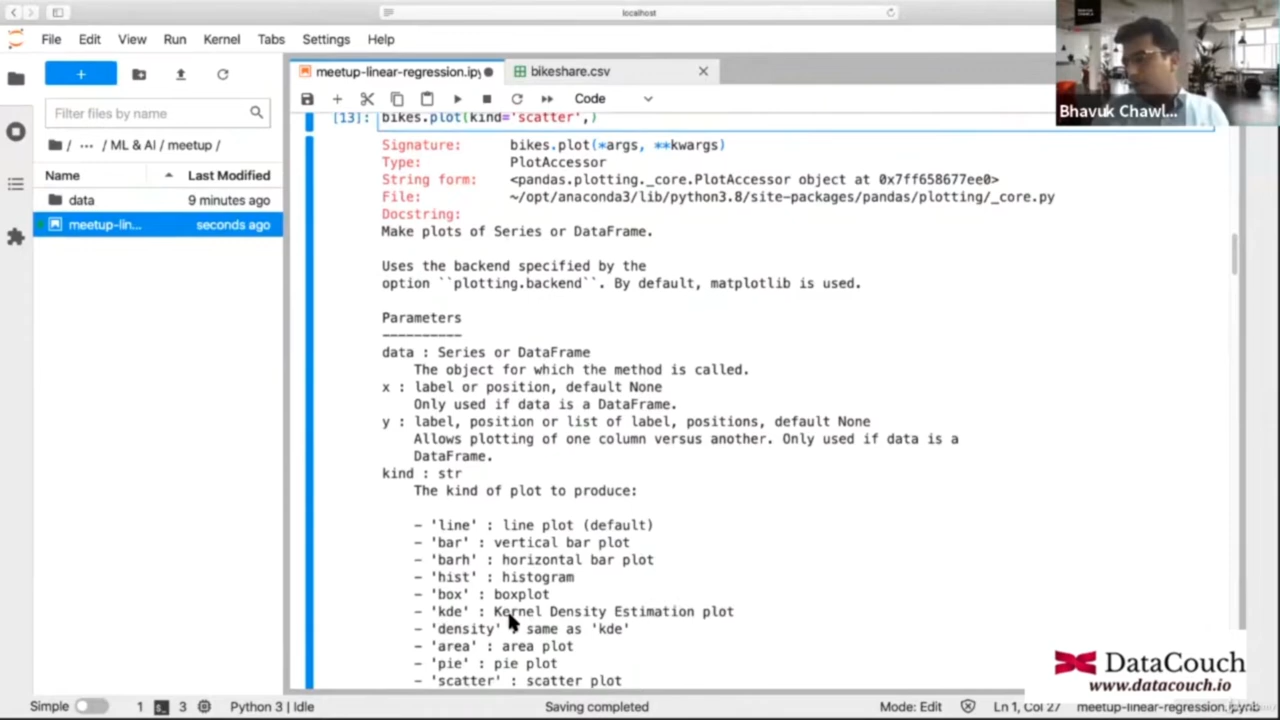 localhost
File Edit View Run Kernel Tabs Settings Help
meetup-linear-regression.ipy
bikeshare.csv
Code
Filter files by name
/ ··· / ML & AI / meetup /
Name Last Modified
data 9 minutes ago
meetup-lin... seconds ago
[13]: bikes.plot(kind='scatter',)
Signature: bikes.plot(*args, **kwargs)
Type: PlotAccessor
String form: <pandas.plotting._core.PlotAccessor object at 0x7ff658677ee0>
File: ~/opt/anaconda3/lib/python3.8/site-packages/pandas/plotting/_core.py
Docstring:
Make plots of Series or DataFrame.
Uses the backend specified by the
option ``plotting.backend``. By default, matplotlib is used.
Parameters
----------
data : Series or DataFrame
The object for which the method is called.
x : label or position, default None
Only used if data is a DataFrame.
y : label, position or list of label, positions, default None
Allows plotting of one column versus another. Only used if data is a
DataFrame.
kind : str
The kind of plot to produce:
- 'line' : line plot (default)
- 'bar' : vertical bar plot
- 'barh' : horizontal bar plot
- 'hist' : histogram
- 'box' : boxplot
- 'kde' : Kernel Density Estimation plot
- 'density' : same as 'kde'
- 'area' : area plot
- 'pie' : pie plot
- 'scatter' : scatter plot
Bhavuk Chawl...
DataCouch
www.datacouch.io
Simple 1 3 Python 3 | Idle Saving completed Mode: Edit Ln 1, Col 27 meetup-linear-regression.ipynb